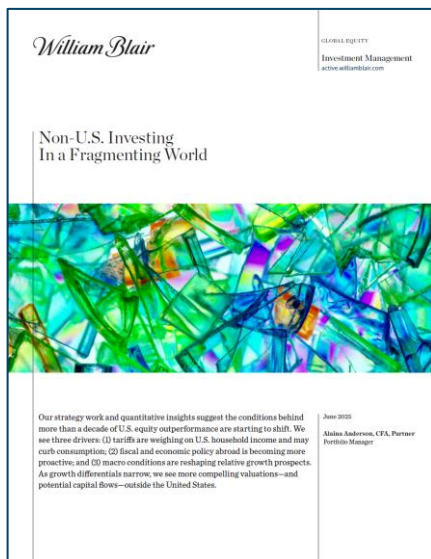 William Blair
GLOBAL EQUITY
Investment Management
active.williamblair.com
Non-U.S. Investing
In a Fragmenting World
Our strategy work and quantitative insights suggest the conditions behind
more than a decade of U.S. equity outperformance are starting to shift. We
see three drivers: (1) tariffs are weighing on U.S. household income and may
curb consumption; (2) fiscal and economic policy abroad is becoming more
proactive; and (3) macro conditions are reshaping relative growth prospects.
As growth differentials narrow, we see more compelling valuations—and
potential capital flows—outside the United States.
June 2025
Alaina Anderson, CFA, Partner
Portfolio Manager